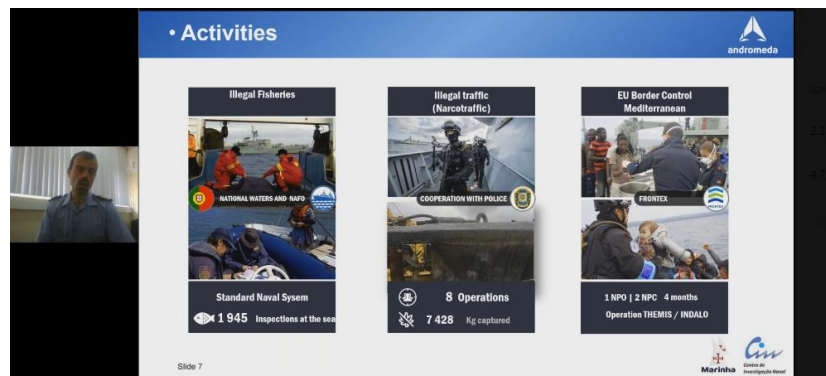 • Activities
andromeda
Illegal Fisheries
NATIONAL WATERS AND NAFO
Standard Naval Sysem
1 945 Inspections at the sea
Illegal traffic
(Narcotraffic)
COOPERATION WITH POLICE
8 Operations
7 428 Kg captured
EU Border Control
Mediterranean
FRONTEX
1 NPO | 2 NPC 4 months
Operation THEMIS / INDALO
Slide 7
Marinha
Centro de
Investigação Naval